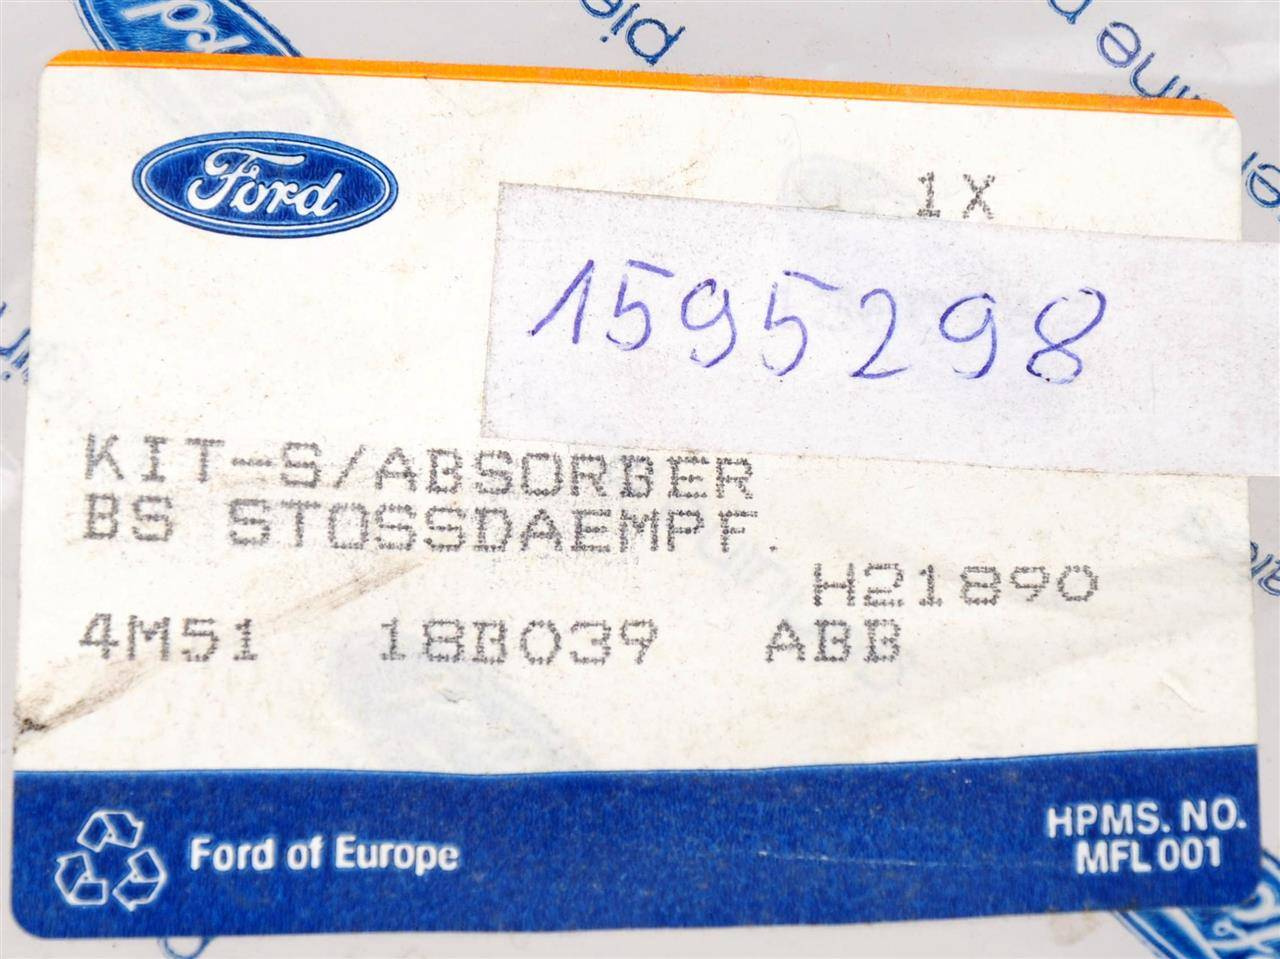 Ford
1X
1595298
KIT-S/ABSORBER
BS STOSSDAEMPF.
H21890
4M51 18B039 ABB
Ford of Europe
HPMS. NO.
MFL 001